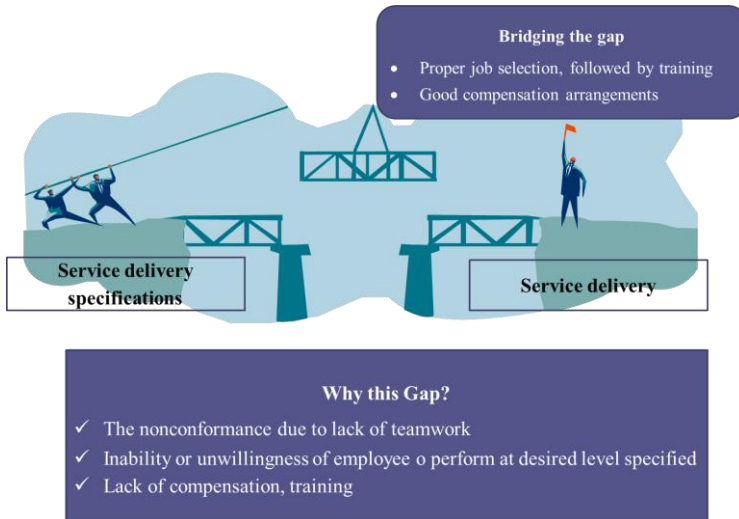 Bridging the gap
• Proper job selection, followed by training
• Good compensation arrangements
Service delivery
specifications
Service delivery
Why this Gap?
✓ The nonconformance due to lack of teamwork
✓ Inability or unwillingness of employee o perform at desired level specified
✓ Lack of compensation, training